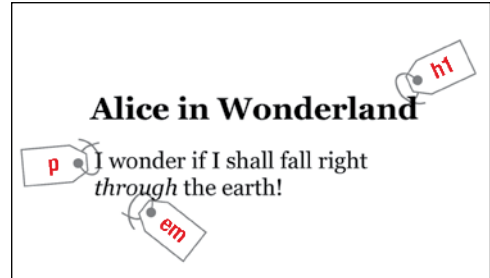 h1
Alice in Wonderland
p
I wonder if I shall fall right
through the earth!
em